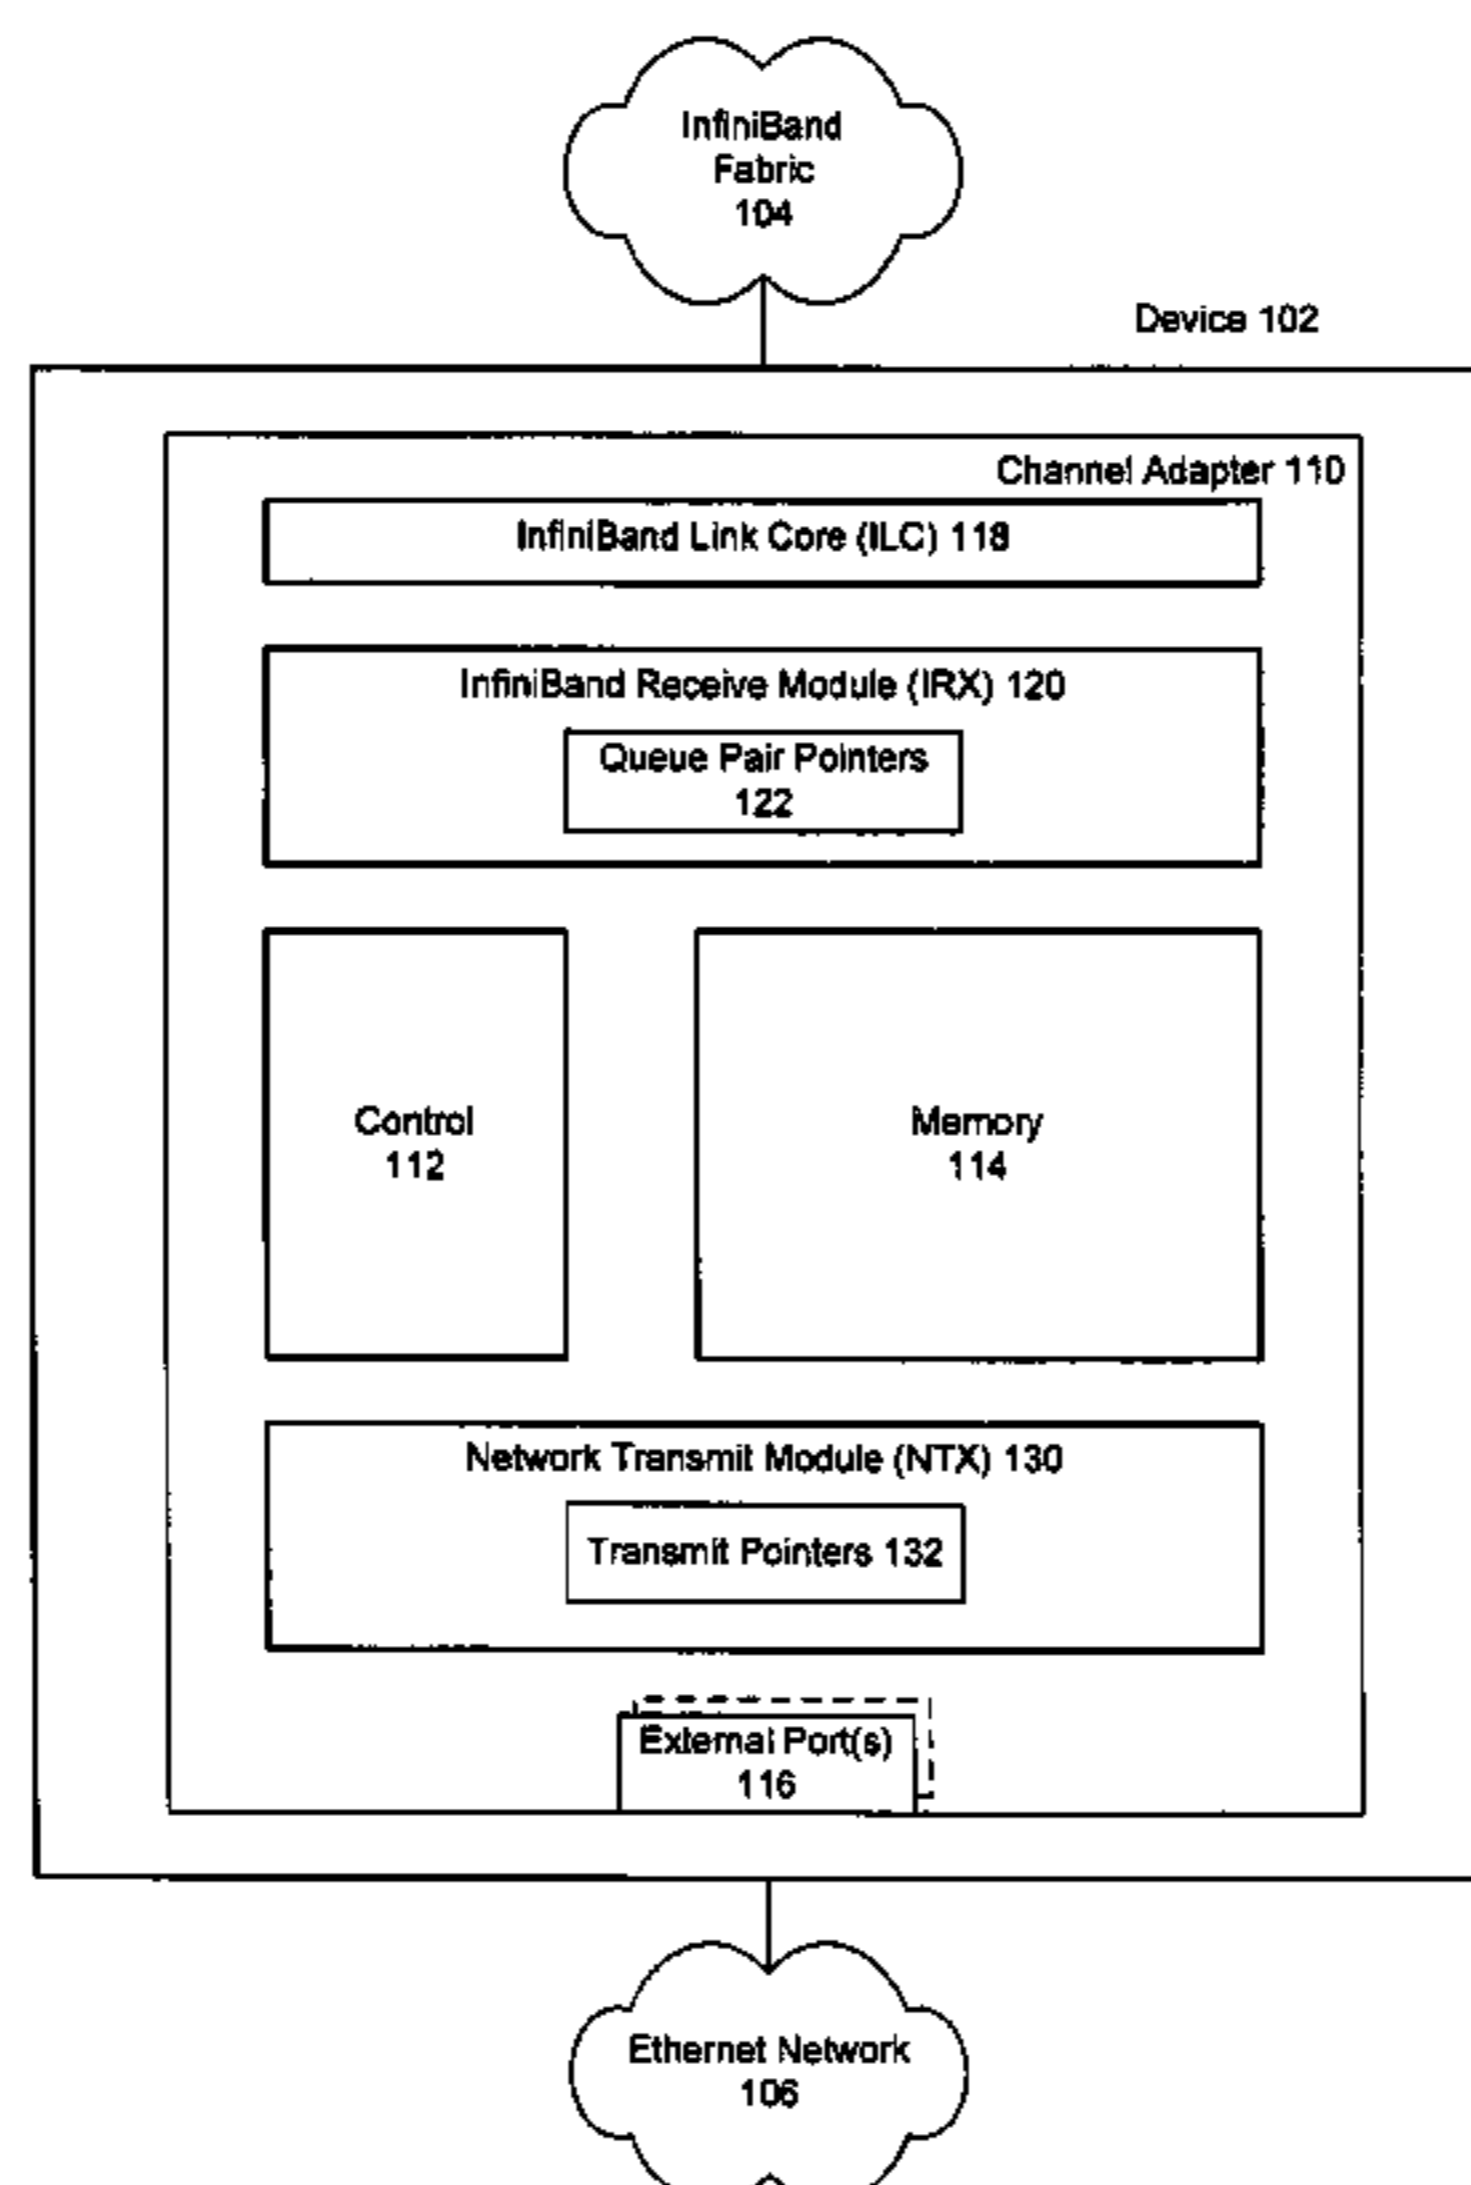 InfiniBand
Fabric
104
Device 102
Channel Adapter 110
InfiniBand Link Core (ILC) 118
InfiniBand Receive Module (IRX) 120
Queue Pair Pointers
122
Control
112
Memory
114
Network Transmit Module (NTX) 130
Transmit Pointers 132
External Port(s)
116
Ethernet Network
106